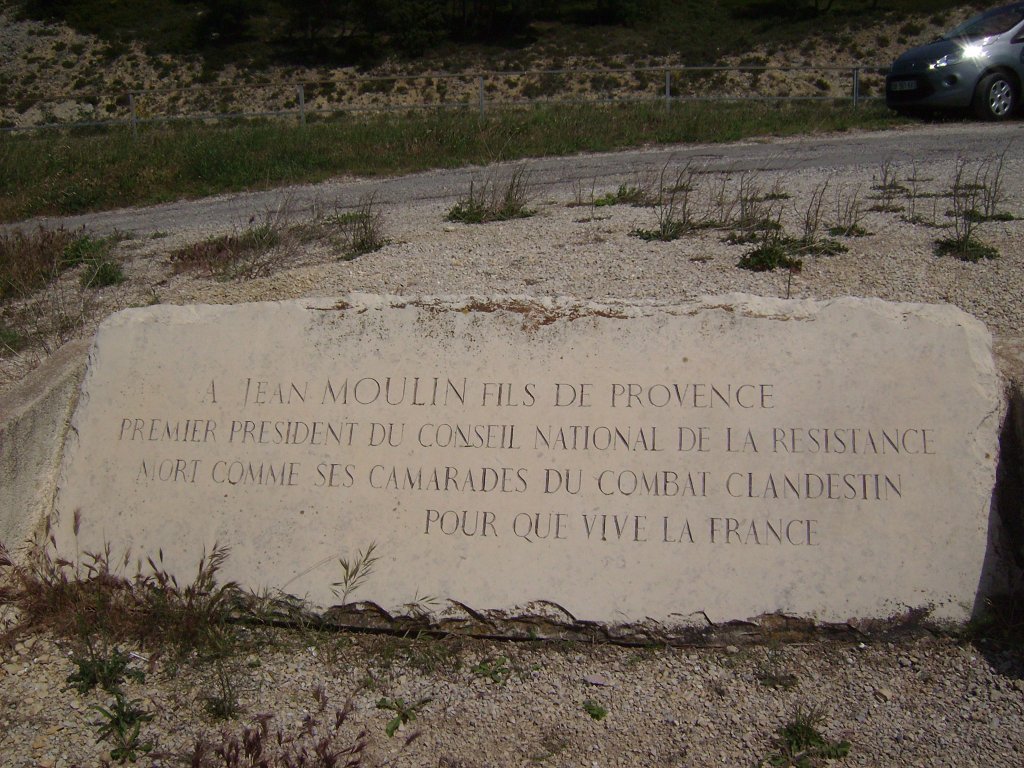 A JEAN MOULIN FILS DE PROVENCE
PREMIER PRESIDENT DU CONSEIL NATIONAL DE LA RESISTANCE
MORT COMME SES CAMARADES DU COMBAT CLANDESTIN
POUR QUE VIVE LA FRANCE